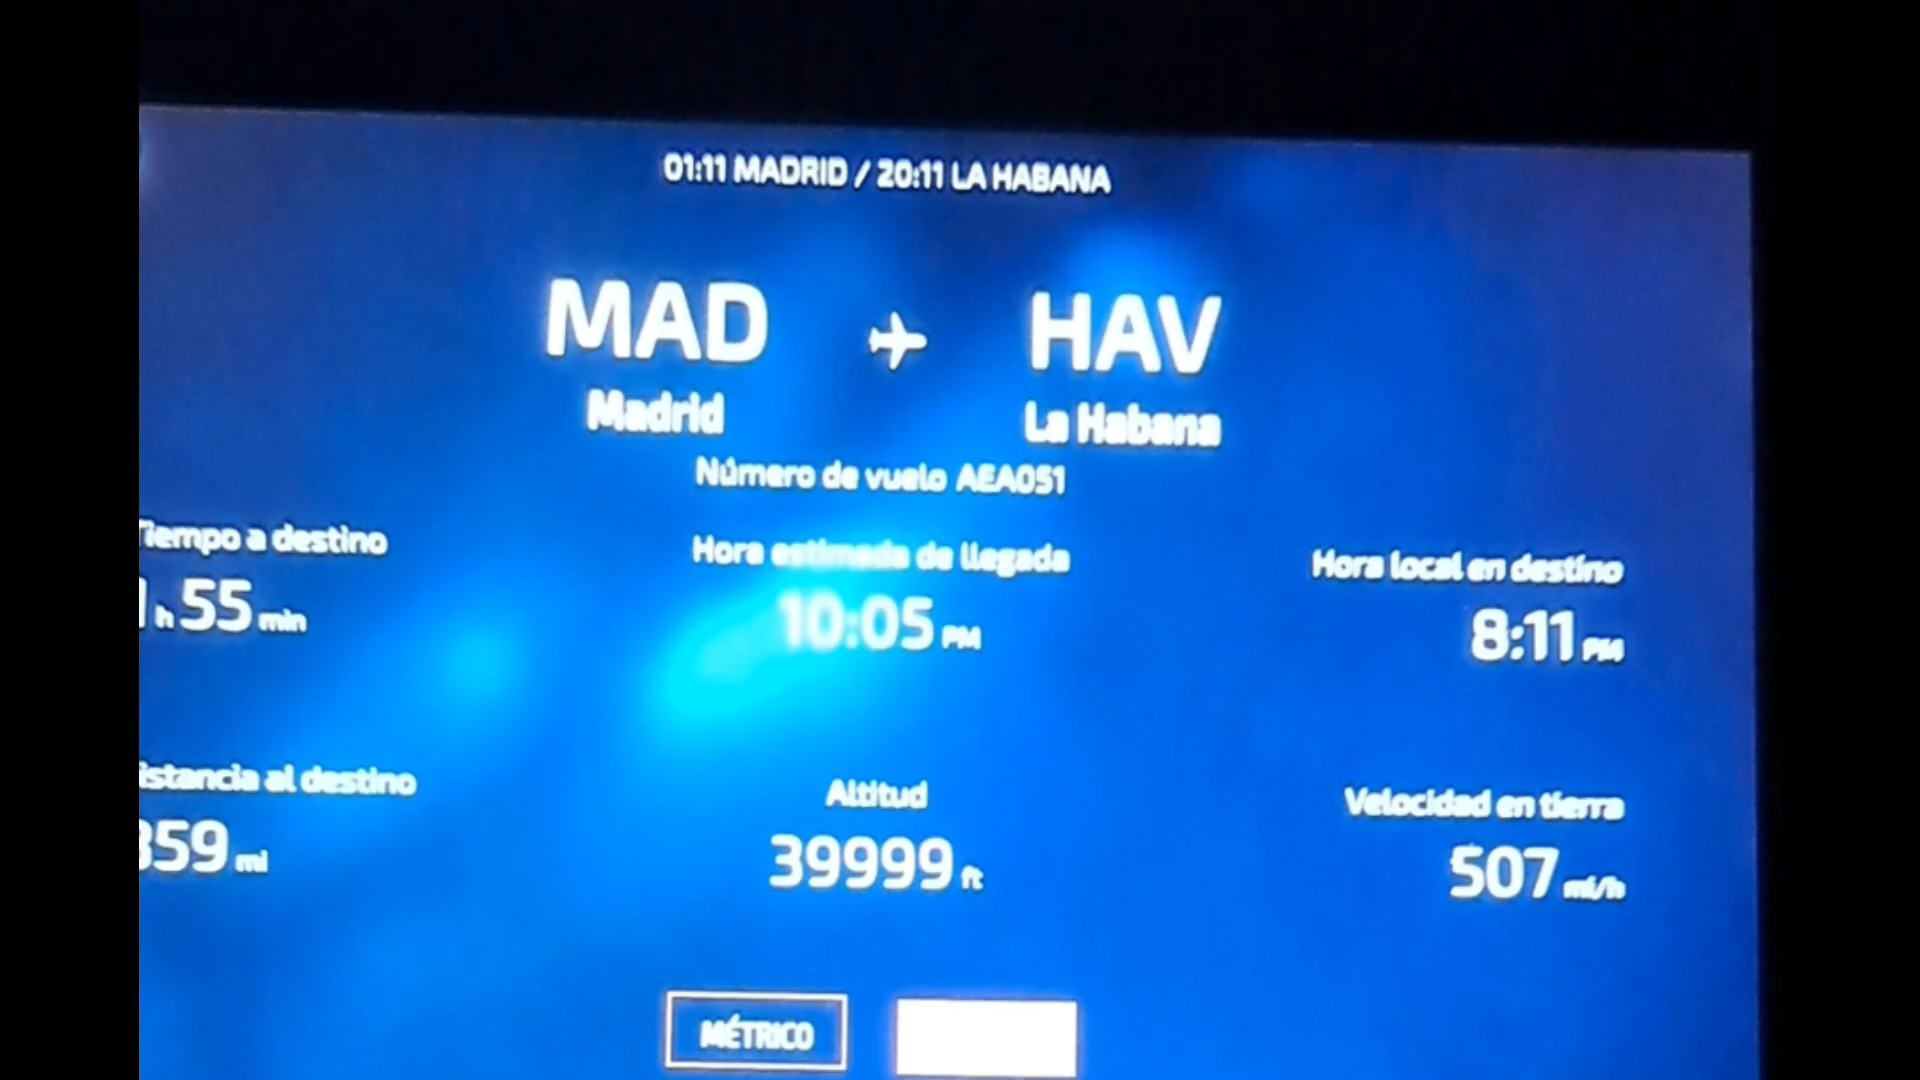 01:11 MADRID / 20:11 LA HABANA
MAD HAV
Madrid La Habana
Número de vuelo AEA051
Tiempo a destino Hora estimada de llegada Hora local en destino
1 h 55 min 10:05 PM 8:11 PM
istancia al destino Altitud Velocidad en tierra
859 mi 39999 ft 507 mi/h
MÉTRICO